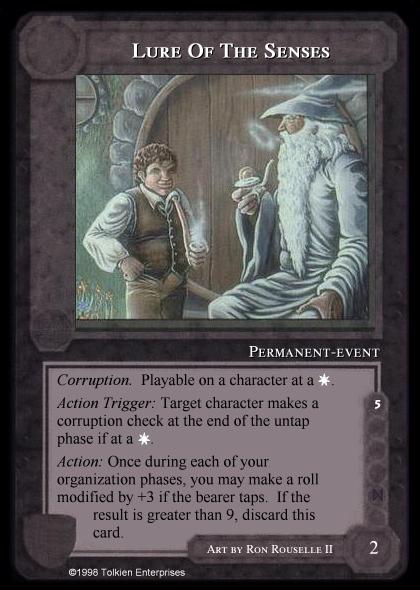 LURE OF THE SENSES
PERMANENT-EVENT
Corruption. Playable on a character at a ✷.
Action Trigger: Target character makes a
corruption check at the end of the untap
phase if at a ✷.
5
Action: Once during each of your
organization phases, you may make a roll
modified by +3 if the bearer taps. If the
result is greater than 9, discard this
card.
ART BY RON ROUSELLE II
2
©1998 Tolkien Enterprises